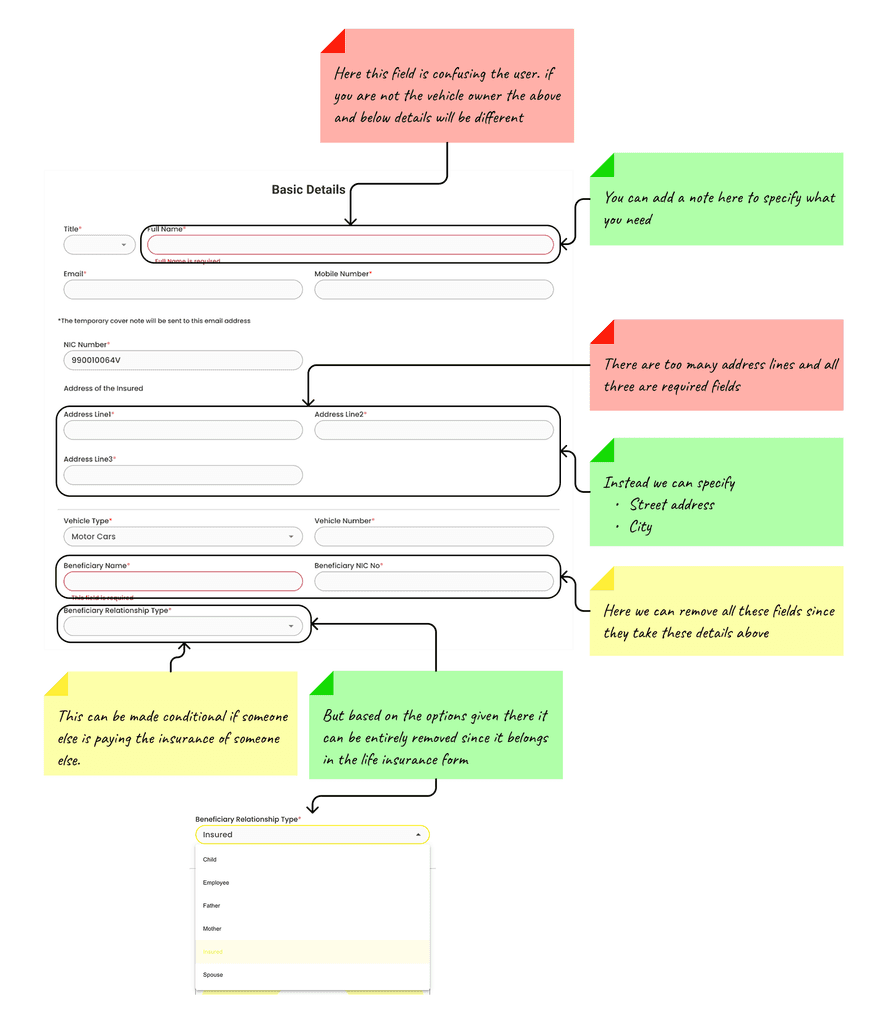 Here this field is confusing the user. if
you are not the vehicle owner the above
and below details will be different
You can add a note here to specify what
you need
Basic Details
Title*
Full Name*
Full Name is required
Email*
Mobile Number*
*The temporary cover note will be sent to this email address
NIC Number*
990010064V
There are too many address lines and all
three are required fields
Address of the Insured
Address Line1*
Address Line2*
Address Line3*
Instead we can specify
• Street address
• City
Vehicle Type*
Vehicle Number*
Motor Cars
Beneficiary Name*
Beneficiary NIC No*
This field is required
Here we can remove all these fields since
they take these details above
Beneficiary Relationship Type*
This can be made conditional if someone
else is paying the insurance of someone
else.
But based on the options given there it
can be entirely removed since it belongs
in the life insurance form
Beneficiary Relationship Type*
Insured
Child
Employee
Father
Mother
Insured
Spouse